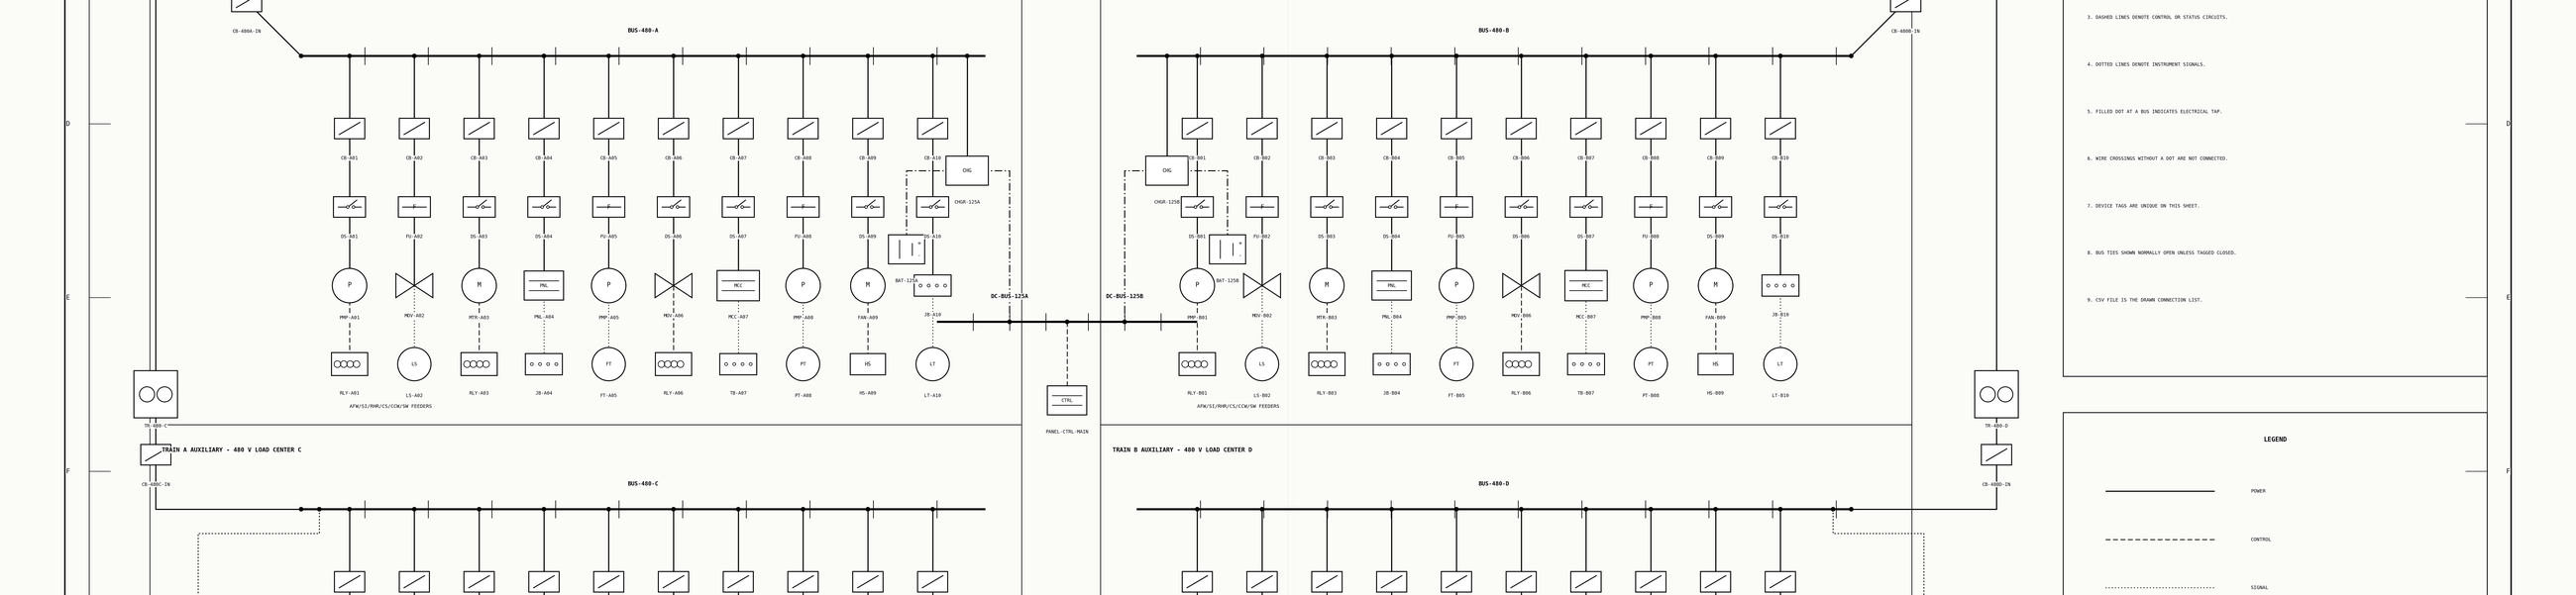 3. DASHED LINES DENOTE CONTROL OR STATUS CIRCUITS.
CB-480A-IN
BUS-480-A
BUS-480-B
CB-480B-IN
4. DOTTED LINES DENOTE INSTRUMENT SIGNALS.
5. FILLED DOT AT A BUS INDICATES ELECTRICAL TAP.
D
D
CB-A01 CB-A02 CB-A03 CB-A04 CB-A05 CB-A06 CB-A07 CB-A08 CB-A09 CB-A10
CB-B01 CB-B02 CB-B03 CB-B04 CB-B05 CB-B06 CB-B07 CB-B08 CB-B09 CB-B10
6. WIRE CROSSINGS WITHOUT A DOT ARE NOT CONNECTED.
CHG
CHG
CHGR-125A
CHGR-125B
F F F
F F F
7. DEVICE TAGS ARE UNIQUE ON THIS SHEET.
DS-A01 FU-A02 DS-A03 DS-A04 FU-A05 DS-A06 DS-A07 FU-A08 DS-A09 DS-A10
DS-B01 FU-B02 DS-B03 DS-B04 FU-B05 DS-B06 DS-B07 FU-B08 DS-B09 DS-B10
+ -
+ -
8. BUS TIES SHOWN NORMALLY OPEN UNLESS TAGGED CLOSED.
BAT-125A
BAT-125B
P M PNL P MCC P M
P M PNL P MCC P M
E
DC-BUS-125A
DC-BUS-125B
E
9. CSV FILE IS THE DRAWN CONNECTION LIST.
PMP-A01 MOV-A02 MTR-A03 PNL-A04 PMP-A05 MOV-A06 MCC-A07 PMP-A08 FAN-A09 JB-A10
PMP-B01 MOV-B02 MTR-B03 PNL-B04 PMP-B05 MOV-B06 MCC-B07 PMP-B08 FAN-B09 JB-B10
LS FT PT HS LT
LS FT PT HS LT
RLY-A01 LS-A02 RLY-A03 JB-A04 FT-A05 RLY-A06 TB-A07 PT-A08 HS-A09 LT-A10
RLY-B01 LS-B02 RLY-B03 JB-B04 FT-B05 RLY-B06 TB-B07 PT-B08 HS-B09 LT-B10
AFW/SI/RHR/CS/CCW/SW FEEDERS
CTRL
AFW/SI/RHR/CS/CCW/SW FEEDERS
TR-480-C
PANEL-CTRL-MAIN
TR-480-D
LEGEND
TRAIN A AUXILIARY - 480 V LOAD CENTER C
TRAIN B AUXILIARY - 480 V LOAD CENTER D
F
F
CB-480C-IN
BUS-480-C
BUS-480-D
CB-480D-IN
POWER
CONTROL
SIGNAL